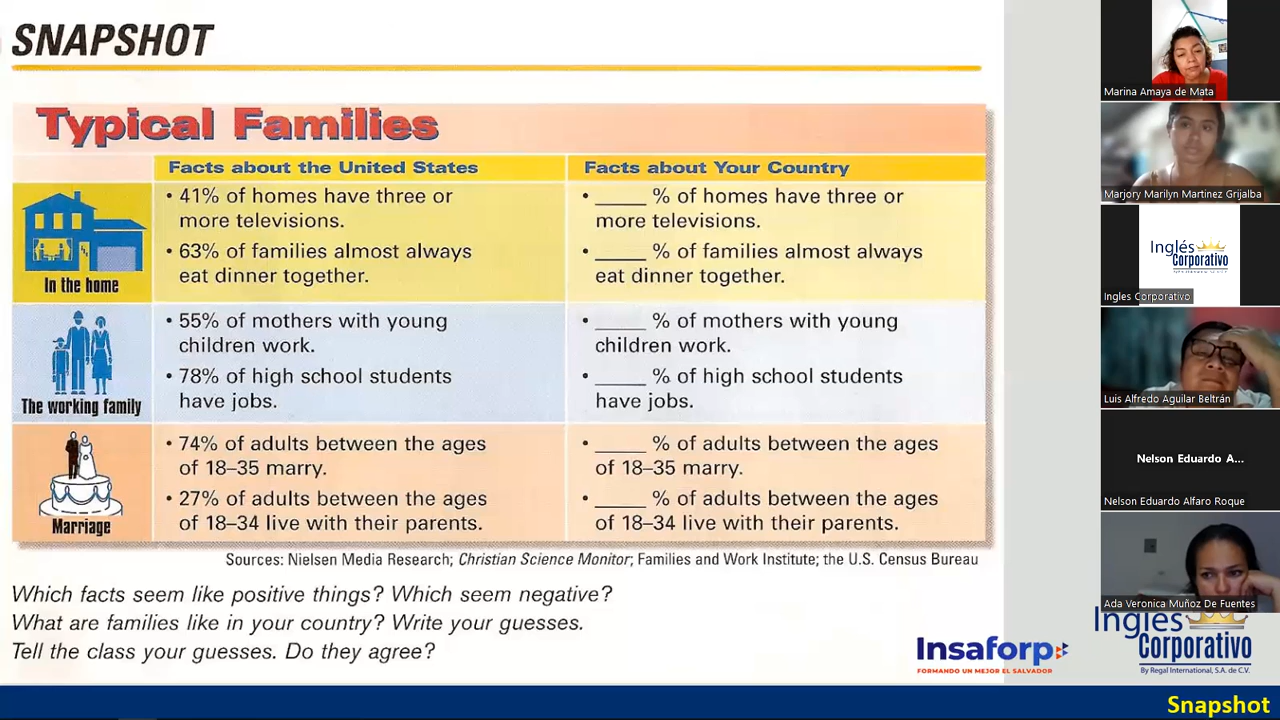 SNAPSHOT
Typical Families
Facts about the United States
Facts about Your Country
In the home
• 41% of homes have three or
more televisions.
• 63% of families almost always
eat dinner together.
• _____ % of homes have three or
more televisions.
• _____ % of families almost always
eat dinner together.
The working family
• 55% of mothers with young
children work.
• 78% of high school students
have jobs.
• _____ % of mothers with young
children work.
• _____ % of high school students
have jobs.
Marriage
• 74% of adults between the ages
of 18–35 marry.
• 27% of adults between the ages
of 18–34 live with their parents.
• _____ % of adults between the ages
of 18–35 marry.
• _____ % of adults between the ages
of 18–34 live with their parents.
Sources: Nielsen Media Research; Christian Science Monitor; Families and Work Institute; the U.S. Census Bureau
Which facts seem like positive things? Which seem negative?
What are families like in your country? Write your guesses.
Tell the class your guesses. Do they agree?
Insaforp
FORMANDO UN MEJOR EL SALVADOR
Inglés
Corporativo
By Regal International, S.A. de C.V.
Snapshot
Marina Amaya de Mata
Marjory Marilyn Martinez Grijalba
Inglés
Corporativo
Ingles Corporativo
Luis Alfredo Aguilar Beltrán
Nelson Eduardo A...
Nelson Eduardo Alfaro Roque
Ada Veronica Muñoz De Fuentes